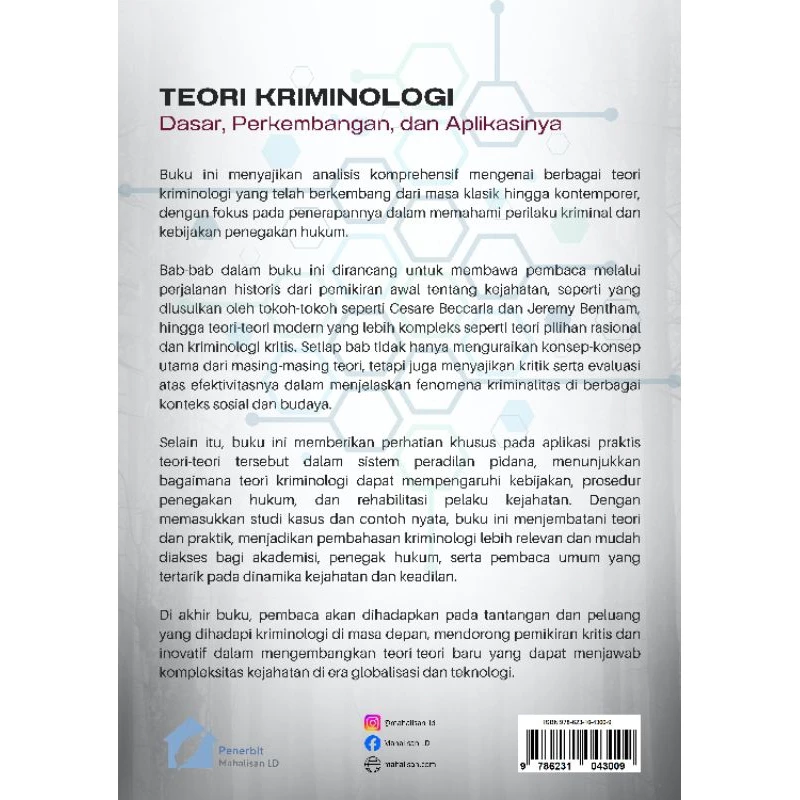 TEORI KRIMINOLOGI
Dasar, Perkembangan, dan Aplikasinya
Buku ini menyajikan analisis komprehensif mengenai berbagai teori
kriminologi yang telah berkembang dari masa klasik hingga kontemporer,
dengan fokus pada penerapannya dalam memahami perilaku kriminal dan
kebijakan penegakan hukum.
Bab-bab dalam buku ini dirancang untuk membawa pembaca melalui
perjalanan historis dari pemikiran awal tentang kejahatan, seperti yang
diusulkan oleh tokoh-tokoh seperti Cesare Beccaria dan Jeremy Bentham,
hingga teori-teori modern yang lebih kompleks seperti teori pilihan rasional
dan kriminologi kritis. Setiap bab tidak hanya menguraikan konsep-konsep
utama dari masing-masing teori, tetapi juga menyajikan kritik serta evaluasi
atas efektivitasnya dalam menjelaskan fenomena kriminalitas di berbagai
konteks sosial dan budaya.
Selain itu, buku ini memberikan perhatian khusus pada aplikasi praktis
teori-teori tersebut dalam sistem peradilan pidana, menunjukkan
bagaimana teori kriminologi dapat mempengaruhi kebijakan, prosedur
penegakan hukum, dan rehabilitasi pelaku kejahatan. Dengan
memasukkan studi kasus dan contoh nyata, buku ini menjembatani teori
dan praktik, menjadikan pembahasan kriminologi lebih relevan dan mudah
diakses bagi akademisi, penegak hukum, serta pembaca umum yang
tertarik pada dinamika kejahatan dan keadilan.
Di akhir buku, pembaca akan dihadapkan pada tantangan dan peluang
yang dihadapi kriminologi di masa depan, mendorong pemikiran kritis dan
inovatif dalam mengembangkan teori-teori baru yang dapat menjawab
kompleksitas kejahatan di era globalisasi dan teknologi.
Penerbit
Mahalisan I.D
@mahalisan.id
Mahalisan I.D
mahalisan.com
ISBN 978-623-10-4300-9
9 786231 043009